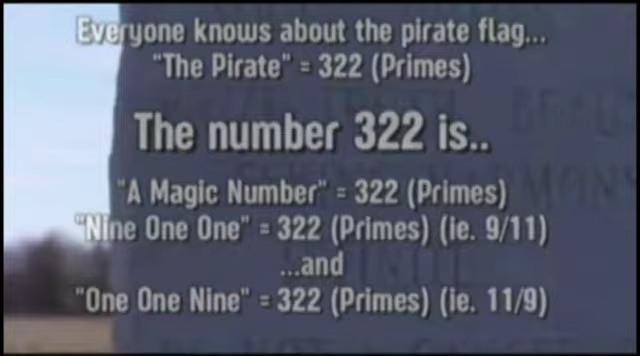 Everyone knows about the pirate flag...
"The Pirate" = 322 (Primes)
The number 322 is..
"A Magic Number" = 322 (Primes)
"Nine One One" = 322 (Primes) (ie. 9/11)
...and
"One One Nine" = 322 (Primes) (ie. 11/9)